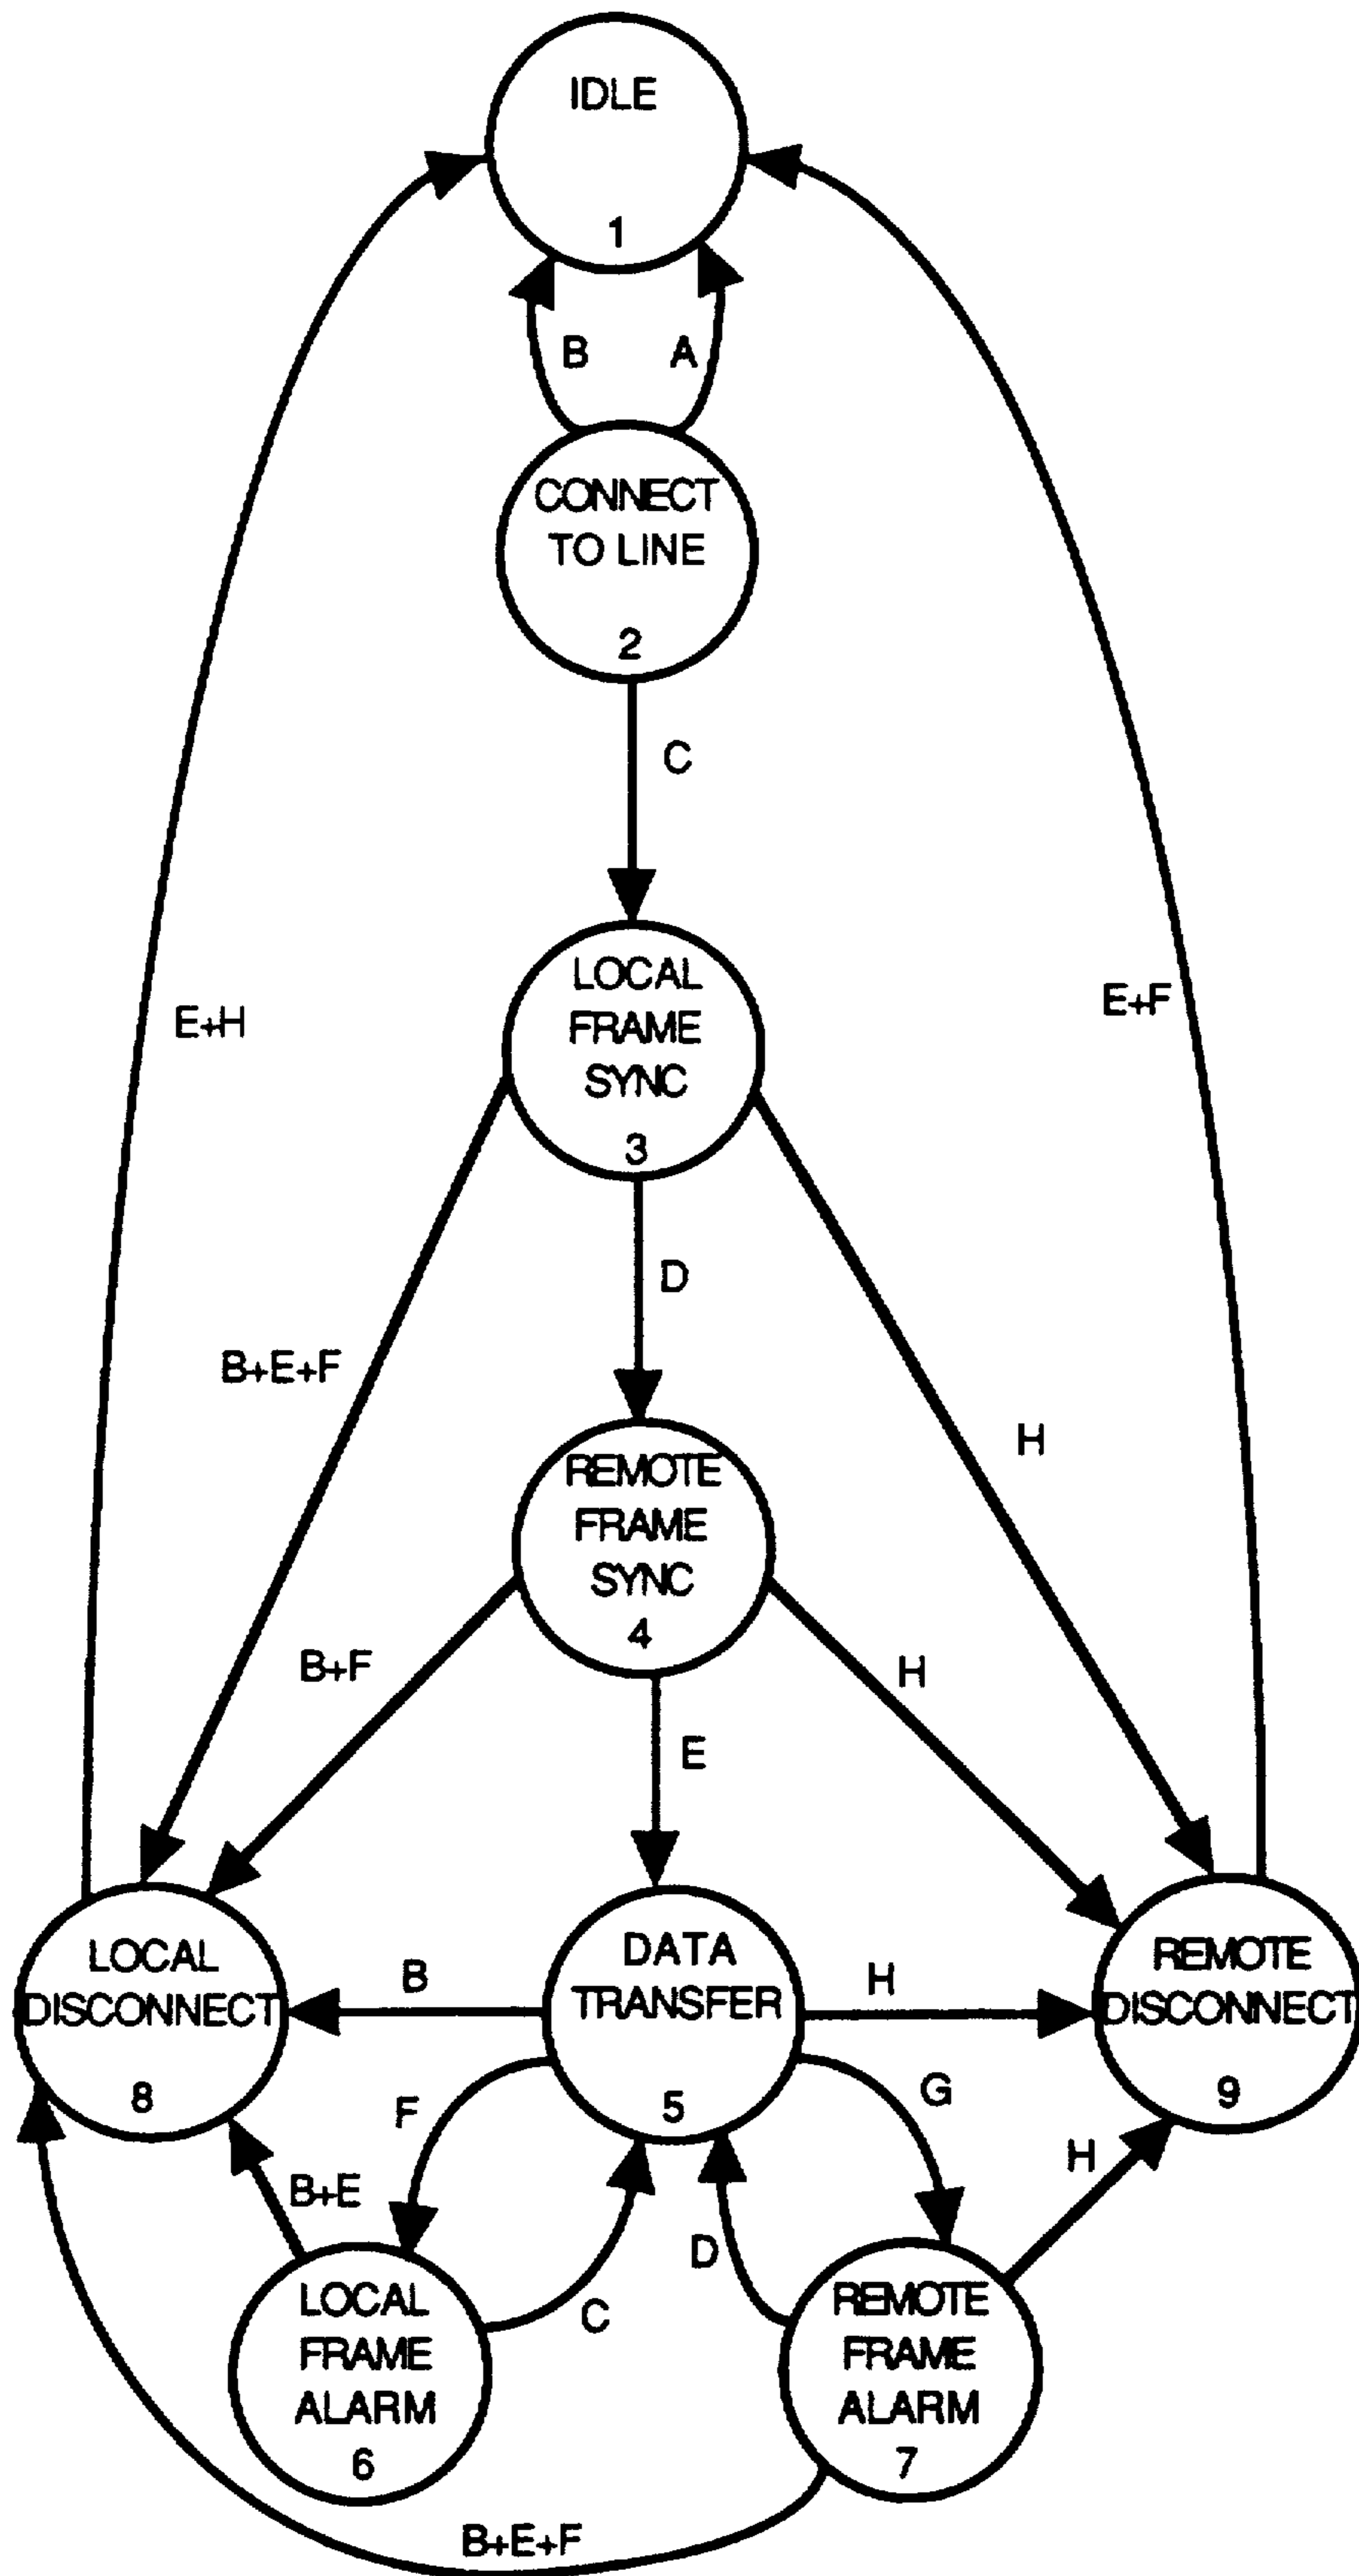 IDLE
1
B
A
CONNECT
TO LINE
2
C
LOCAL
FRAME
SYNC
3
E+H
E+F
D
B+E+F
H
REMOTE
FRAME
SYNC
4
B+F
H
E
LOCAL
DISCONNECT
8
B
DATA
TRANSFER
5
H
REMOTE
DISCONNECT
9
F
G
B+E
C
D
H
LOCAL
FRAME
ALARM
6
REMOTE
FRAME
ALARM
7
B+E+F